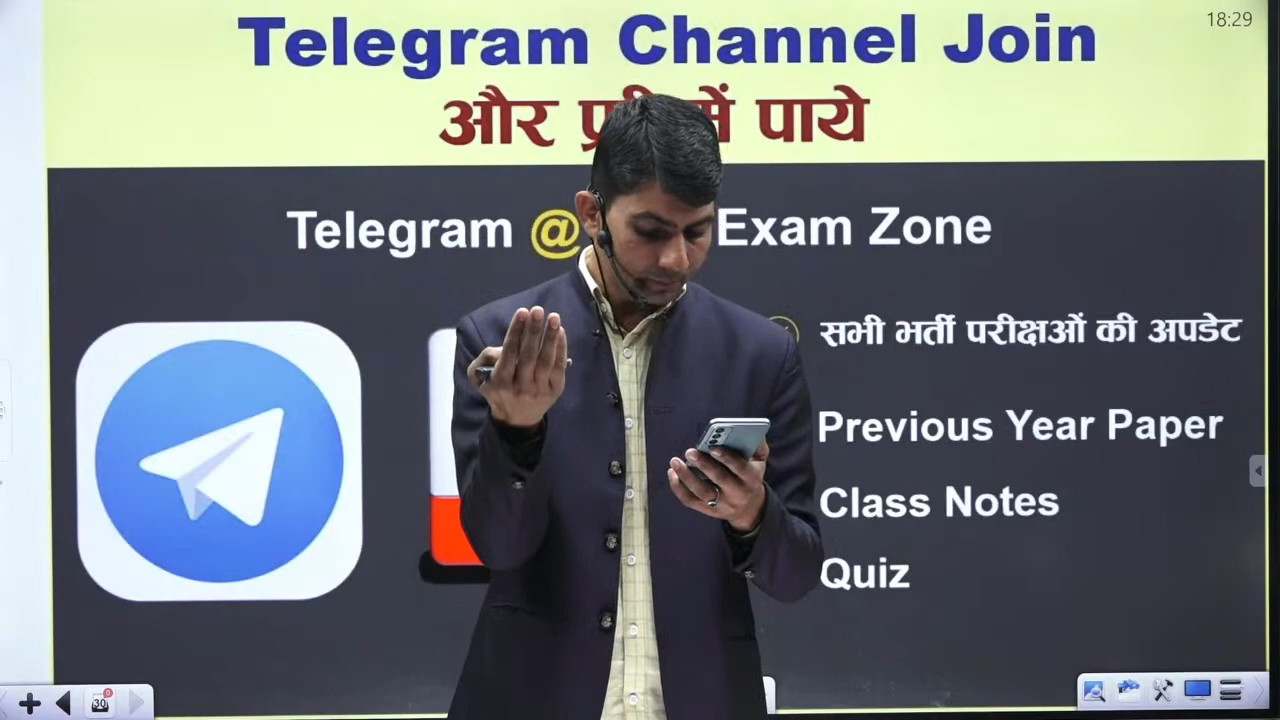 18:29
Telegram Channel Join
और में पाये
Telegram @ Exam Zone
सभी भर्ती परीक्षओं की अपडेट
Previous Year Paper
Class Notes
Quiz
30